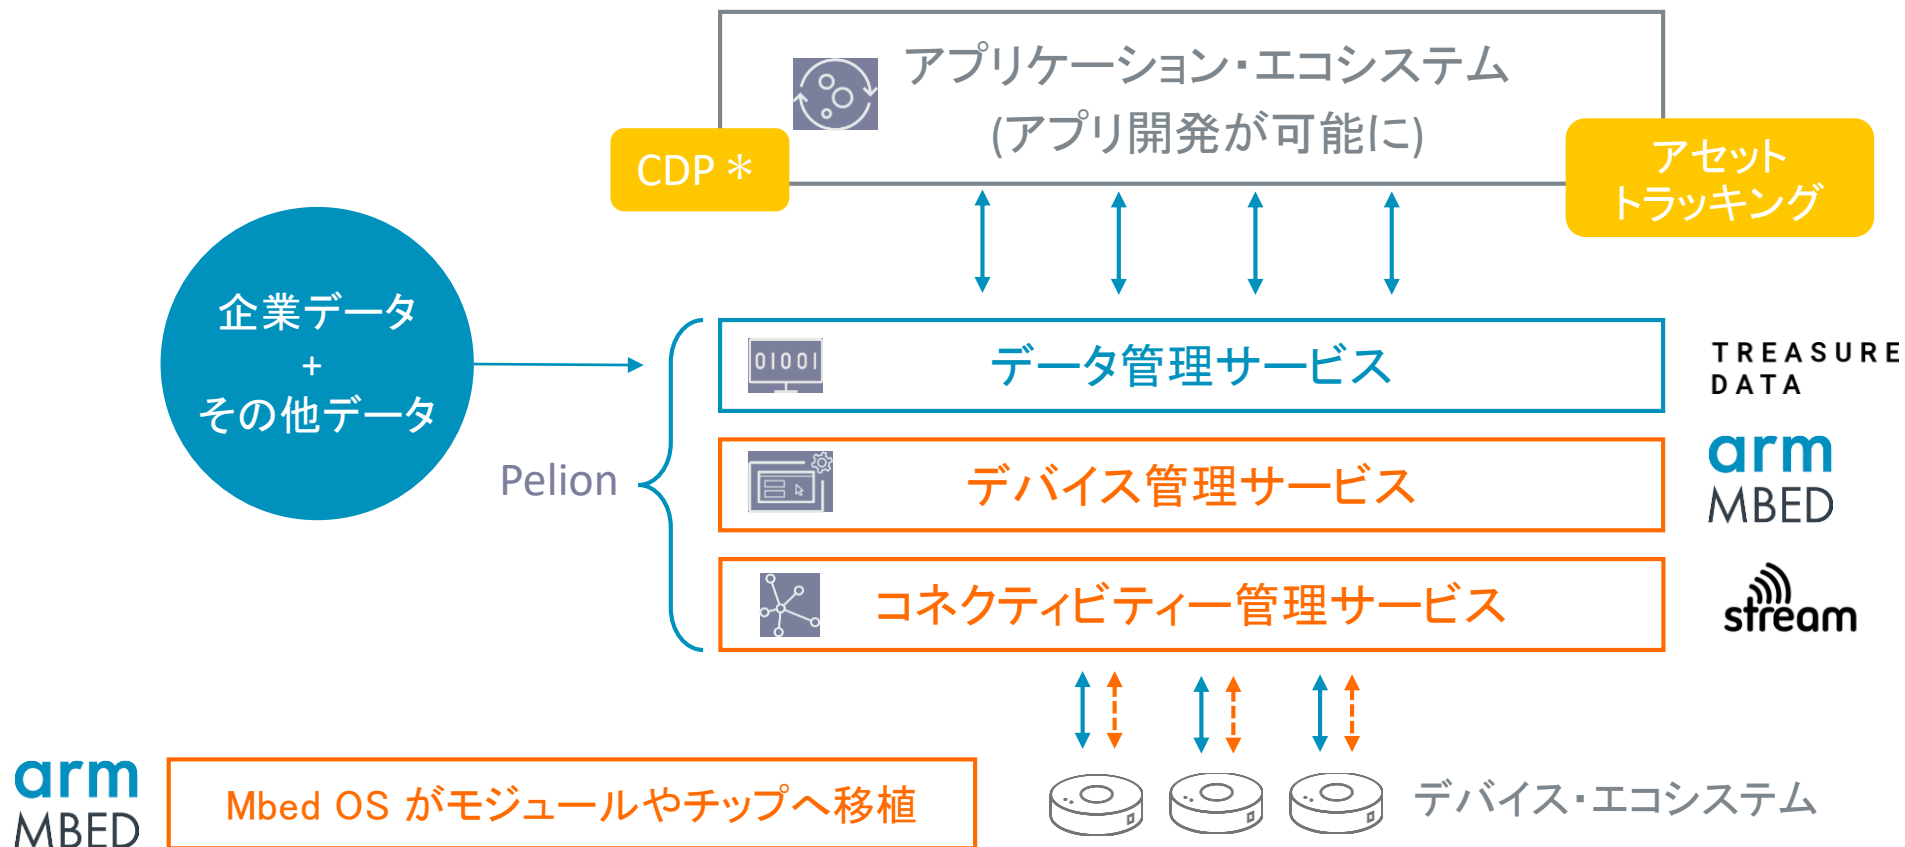 アプリケーション・エコシステム
(アプリ開発が可能に)
CDP＊
アセット
トラッキング
企業データ
+
その他データ
Pelion
01001
データ管理サービス
TREASURE
DATA
デバイス管理サービス
arm
MBED
コネクティビティー管理サービス
stream
arm
MBED
Mbed OS がモジュールやチップへ移植
デバイス・エコシステム